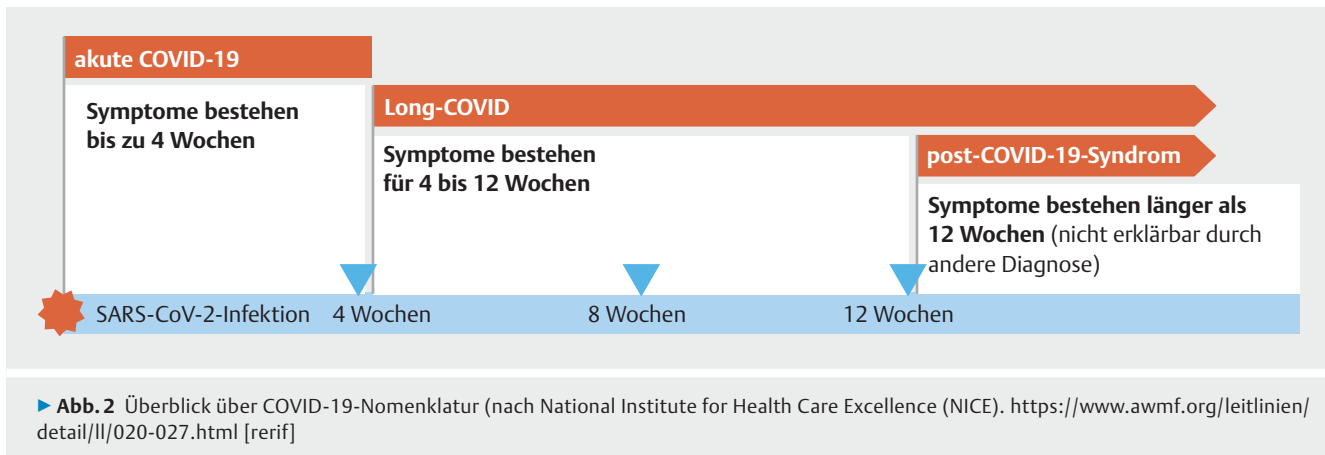 akute COVID-19
Symptome bestehen
bis zu 4 Wochen
Long-COVID
Symptome bestehen
für 4 bis 12 Wochen
post-COVID-19-Syndrom
Symptome bestehen länger als
12 Wochen (nicht erklärbar durch
andere Diagnose)
SARS-CoV-2-Infektion 4 Wochen 8 Wochen 12 Wochen
▶ Abb. 2 Überblick über COVID-19-Nomenklatur (nach National Institute for Health Care Excellence (NICE). https://www.awmf.org/leitlinien/
detail/ll/020-027.html [rerif]